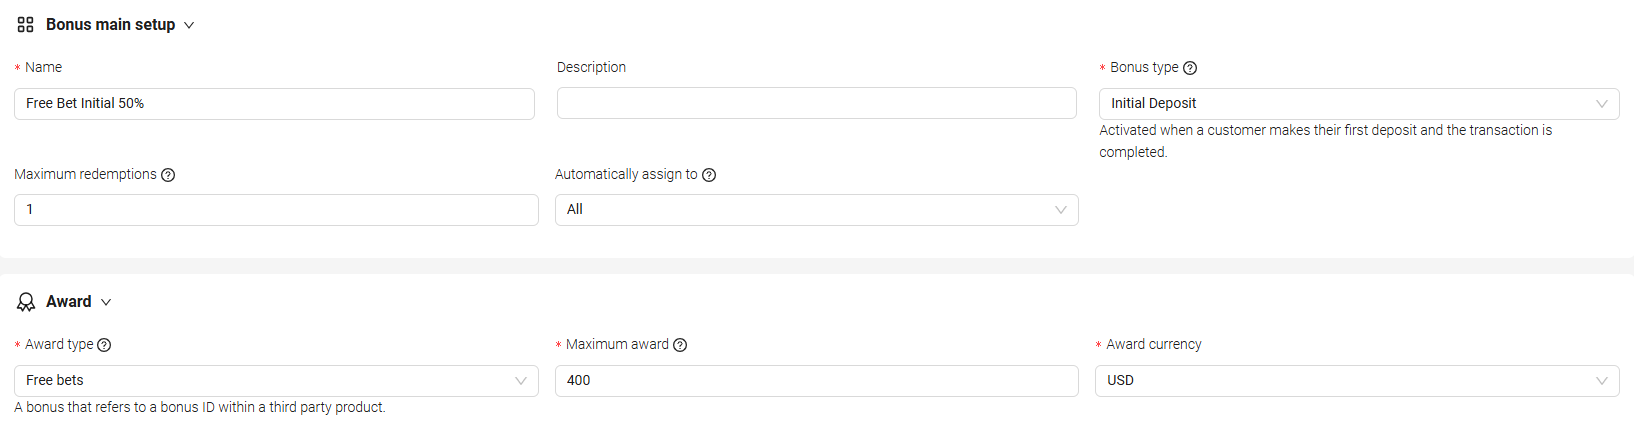 Bonus main setup
* Name
Description
* Bonus type
Free Bet Initial 50%
Initial Deposit
Activated when a customer makes their first deposit and the transaction is
completed.
Maximum redemptions
Automatically assign to
1
All
Award
* Award type
* Maximum award
* Award currency
Free bets
400
USD
A bonus that refers to a bonus ID within a third party product.